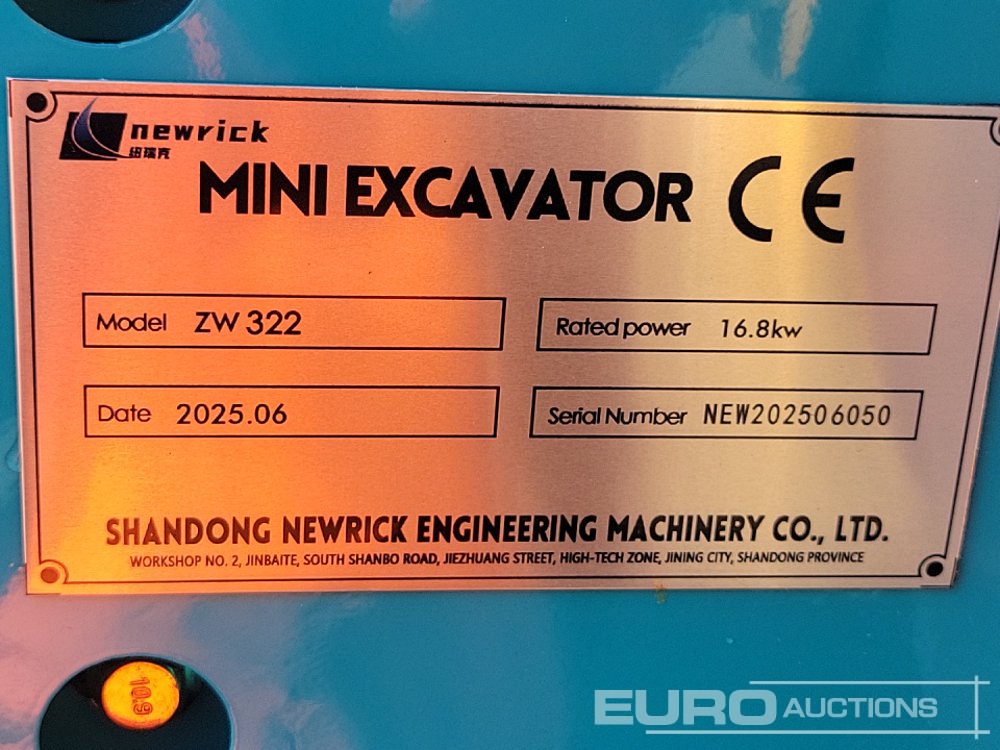 newrick
纽瑞克
MINI EXCAVATOR CE
Model ZW 322
Rated power 16.8kw
Date 2025.06
Serial Number NEW202506050
SHANDONG NEWRICK ENGINEERING MACHINERY CO., LTD.
WORKSHOP NO. 2, JINBAITE, SOUTH SHANBO ROAD, JIEZHUANG STREET, HIGH-TECH ZONE, JINING CITY, SHANDONG PROVINCE
10.9
EURO AUCTIONS